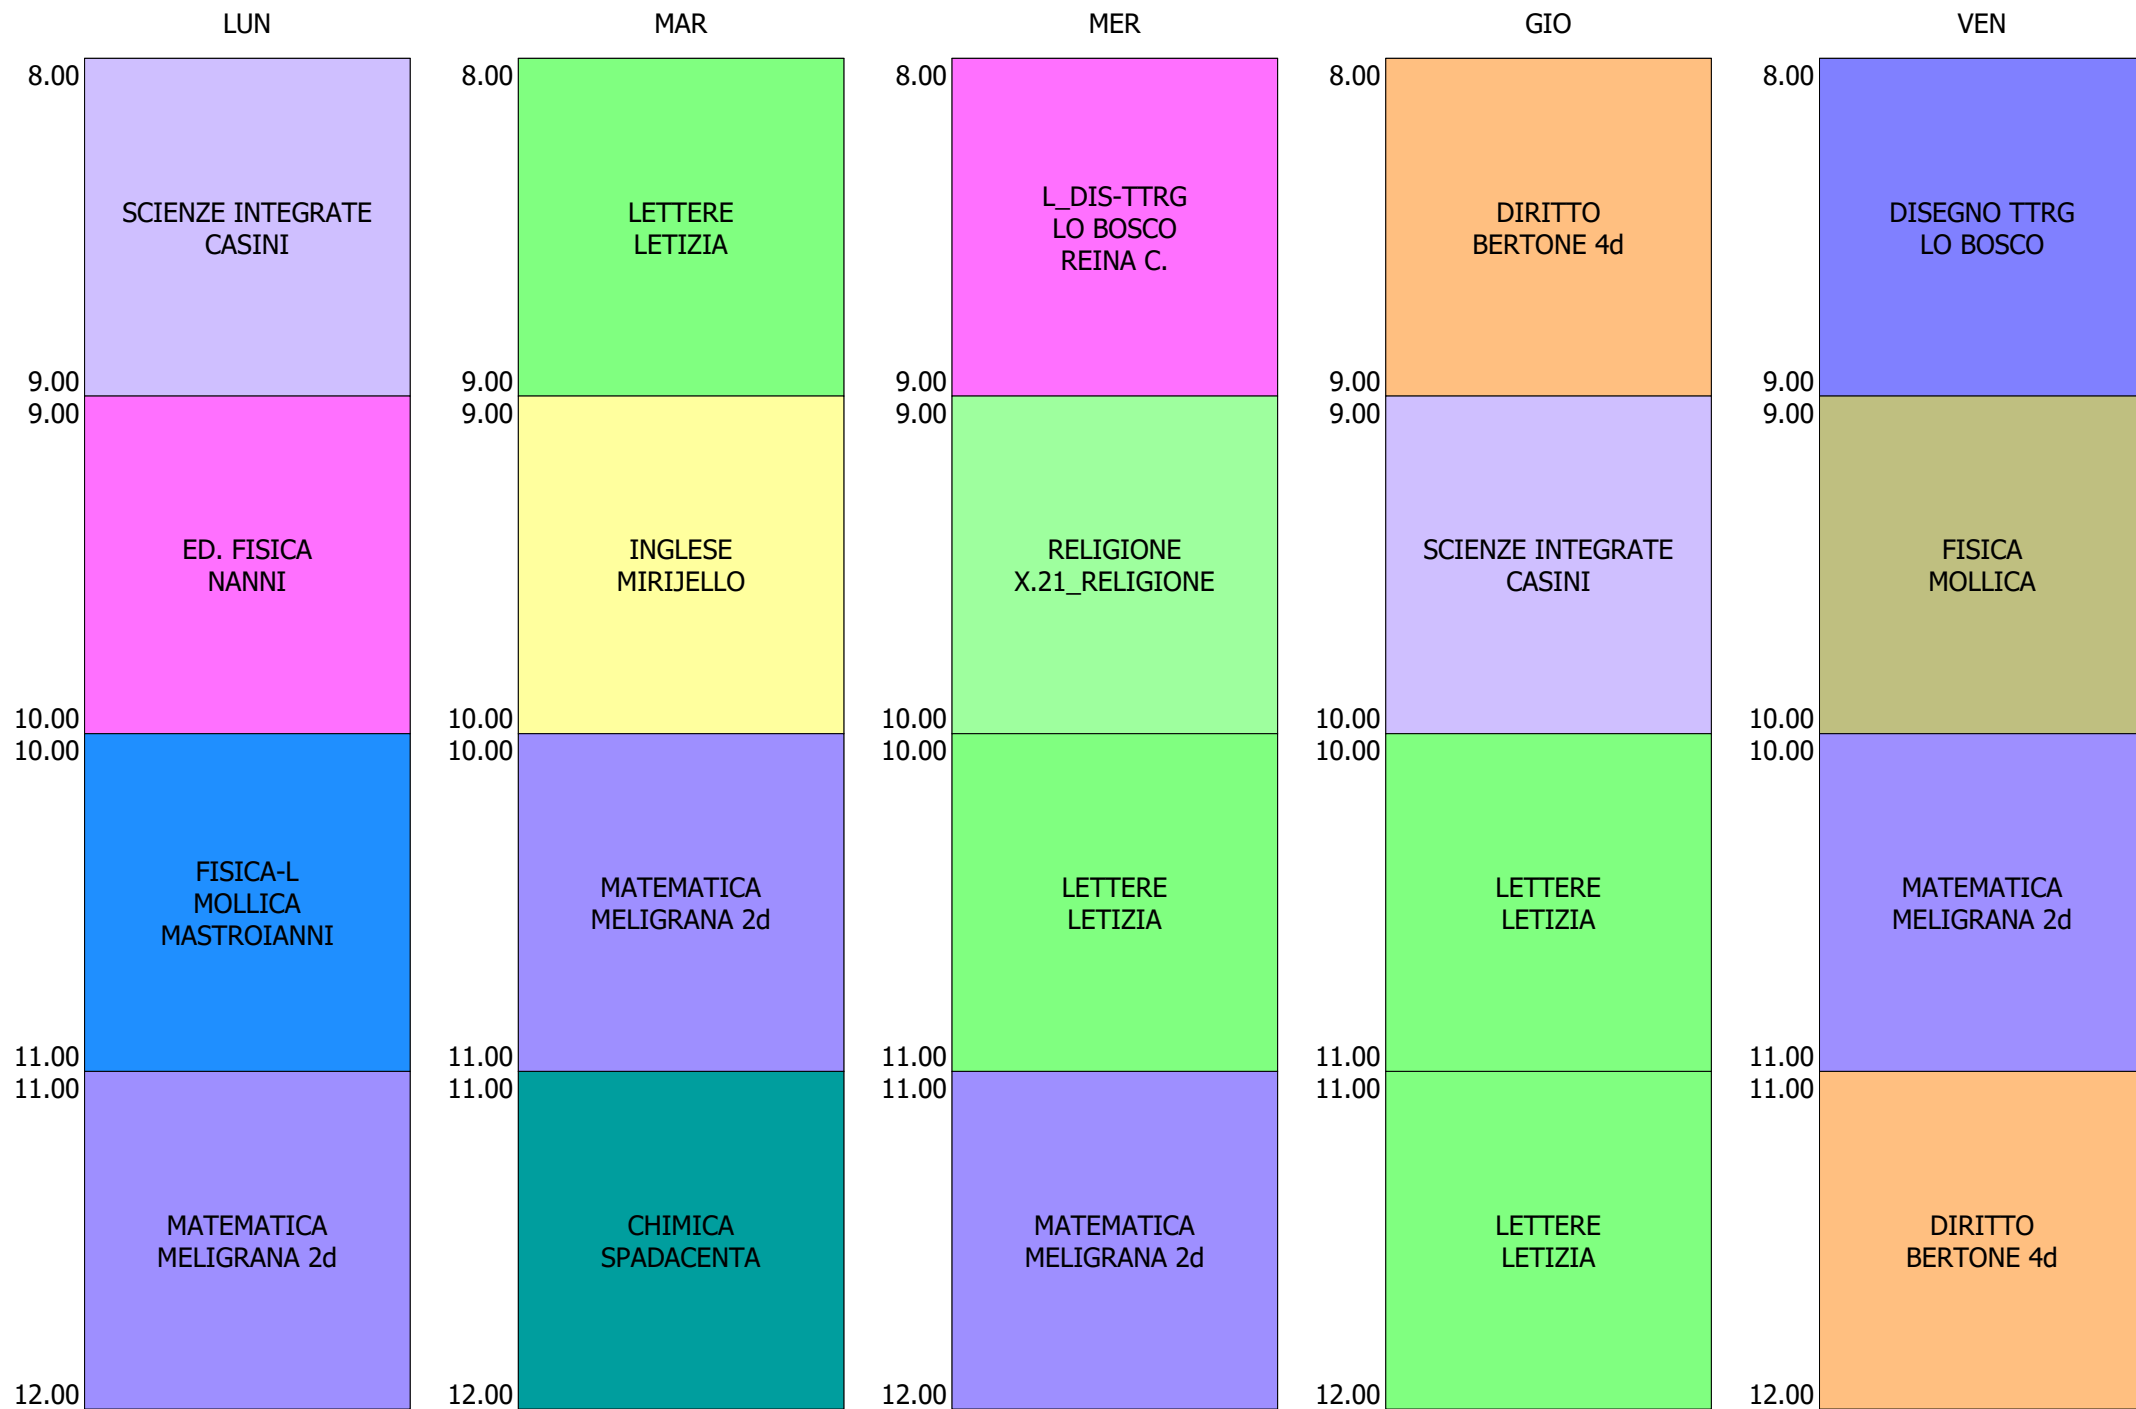 LUN
MAR
MER
GIO
VEN
8.00
SCIENZE INTEGRATE
CASINI
9.00
8.00
LETTERE
LETIZIA
9.00
8.00
L_DIS-TTRG
LO BOSCO
REINA C.
9.00
8.00
DIRITTO
BERTONE 4d
9.00
8.00
DISEGNO TTRG
LO BOSCO
9.00
9.00
ED. FISICA
NANNI
10.00
9.00
INGLESE
MIRIJELLO
10.00
9.00
RELIGIONE
X.21_RELIGIONE
10.00
9.00
SCIENZE INTEGRATE
CASINI
10.00
9.00
FISICA
MOLLICA
10.00
10.00
FISICA-L
MOLLICA
MASTROIANNI
11.00
10.00
MATEMATICA
MELIGRANA 2d
11.00
10.00
LETTERE
LETIZIA
11.00
10.00
LETTERE
LETIZIA
11.00
10.00
MATEMATICA
MELIGRANA 2d
11.00
11.00
MATEMATICA
MELIGRANA 2d
12.00
11.00
CHIMICA
SPADACENTA
12.00
11.00
MATEMATICA
MELIGRANA 2d
12.00
11.00
LETTERE
LETIZIA
12.00
11.00
DIRITTO
BERTONE 4d
12.00